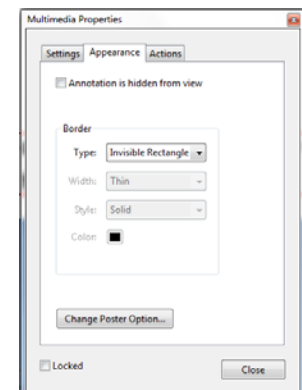 Multimedia Properties
Settings Appearance Actions
Annotation is hidden from view
Border
Type: Invisible Rectangle
Width: Thin
Style: Solid
Color:
Change Poster Option...
Locked Close